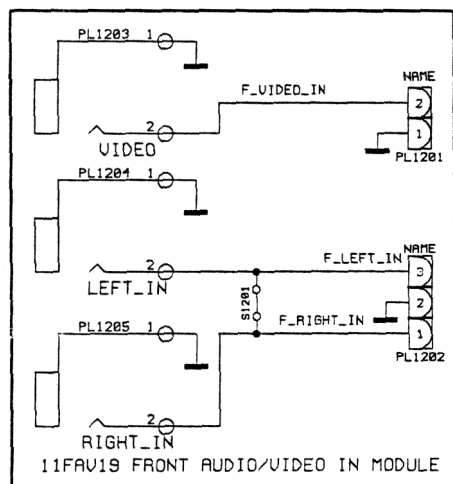 PL1203 1
NAME
F_VIDEO_IN
2
2
1
VIDEO
PL1201
PL1204 1
NAME
F_LEFT_IN
2
3
LEFT_IN
S1201
2
F_RIGHT_IN
PL1205 1
1
PL1202
2
RIGHT_IN
11FAV19 FRONT AUDIO/VIDEO IN MODULE